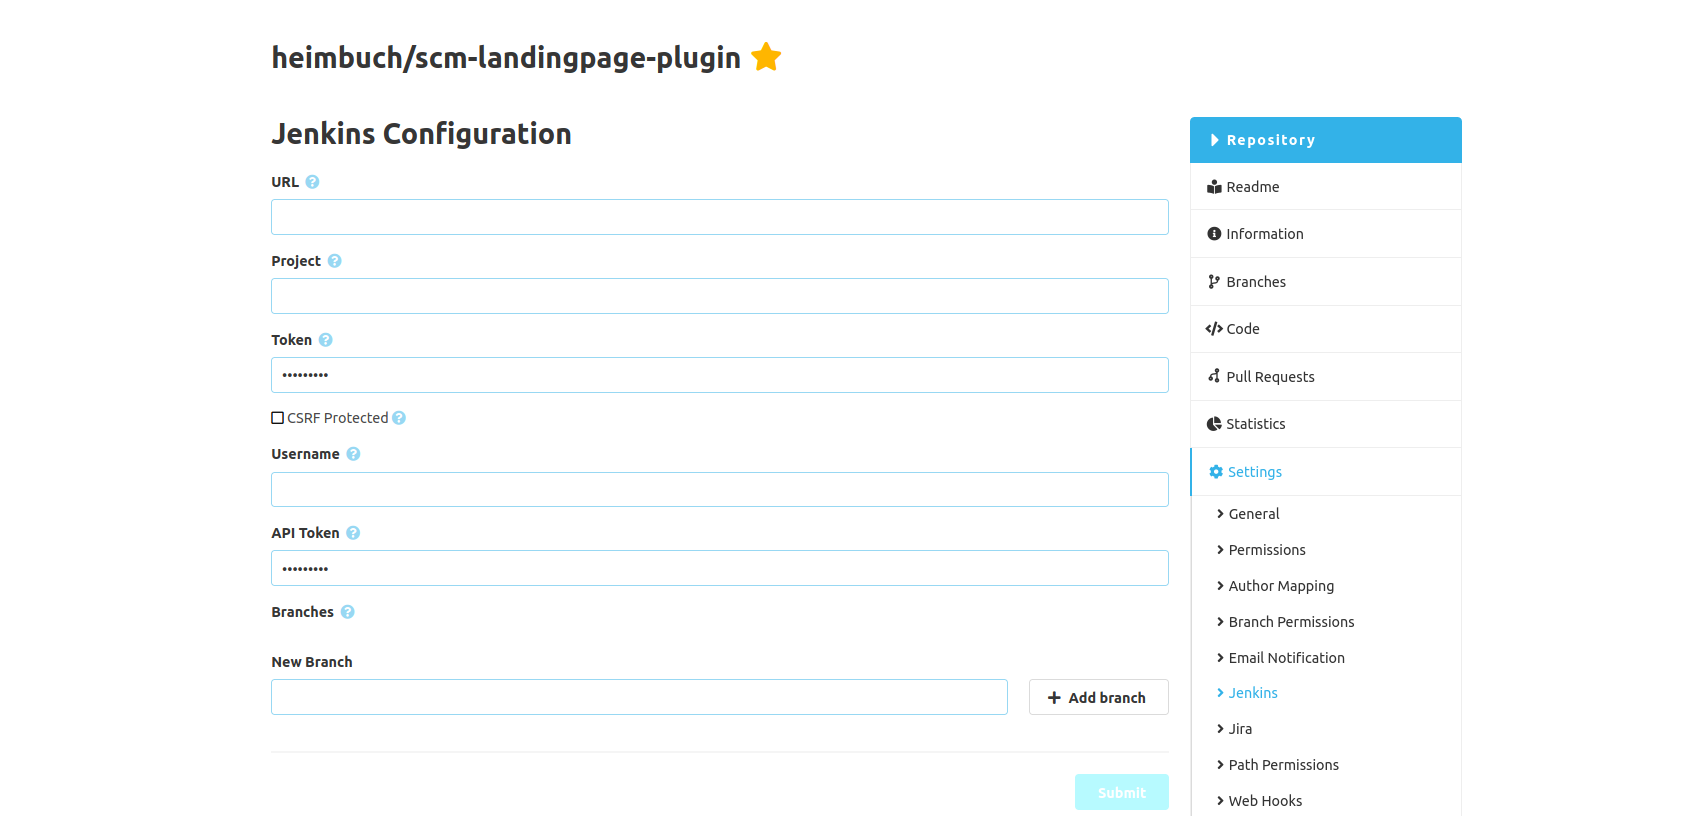 heimbuch/scm-landingpage-plugin
Jenkins Configuration
URL
Project
Token
•••••••••
CSRF Protected
Username
API Token
•••••••••
Branches
New Branch
Add branch
Submit
Repository
Readme
Information
Branches
Code
Pull Requests
Statistics
Settings
General
Permissions
Author Mapping
Branch Permissions
Email Notification
Jenkins
Jira
Path Permissions
Web Hooks